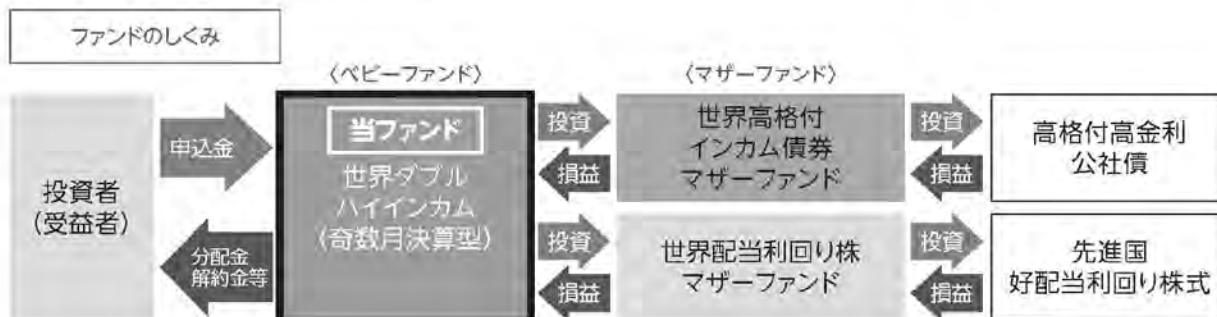 ファンドのしくみ
〈ベビーファンド〉
〈マザーファンド〉
投資者
(受益者)
申込金
分配金
解約金等
当ファンド
世界ダブル
ハイインカム
(奇数月決算型)
投資
損益
世界高格付
インカム債券
マザーファンド
投資
損益
高格付高金利
公社債
投資
損益
世界配当利回り株
マザーファンド
投資
損益
先進国
好配当利回り株式